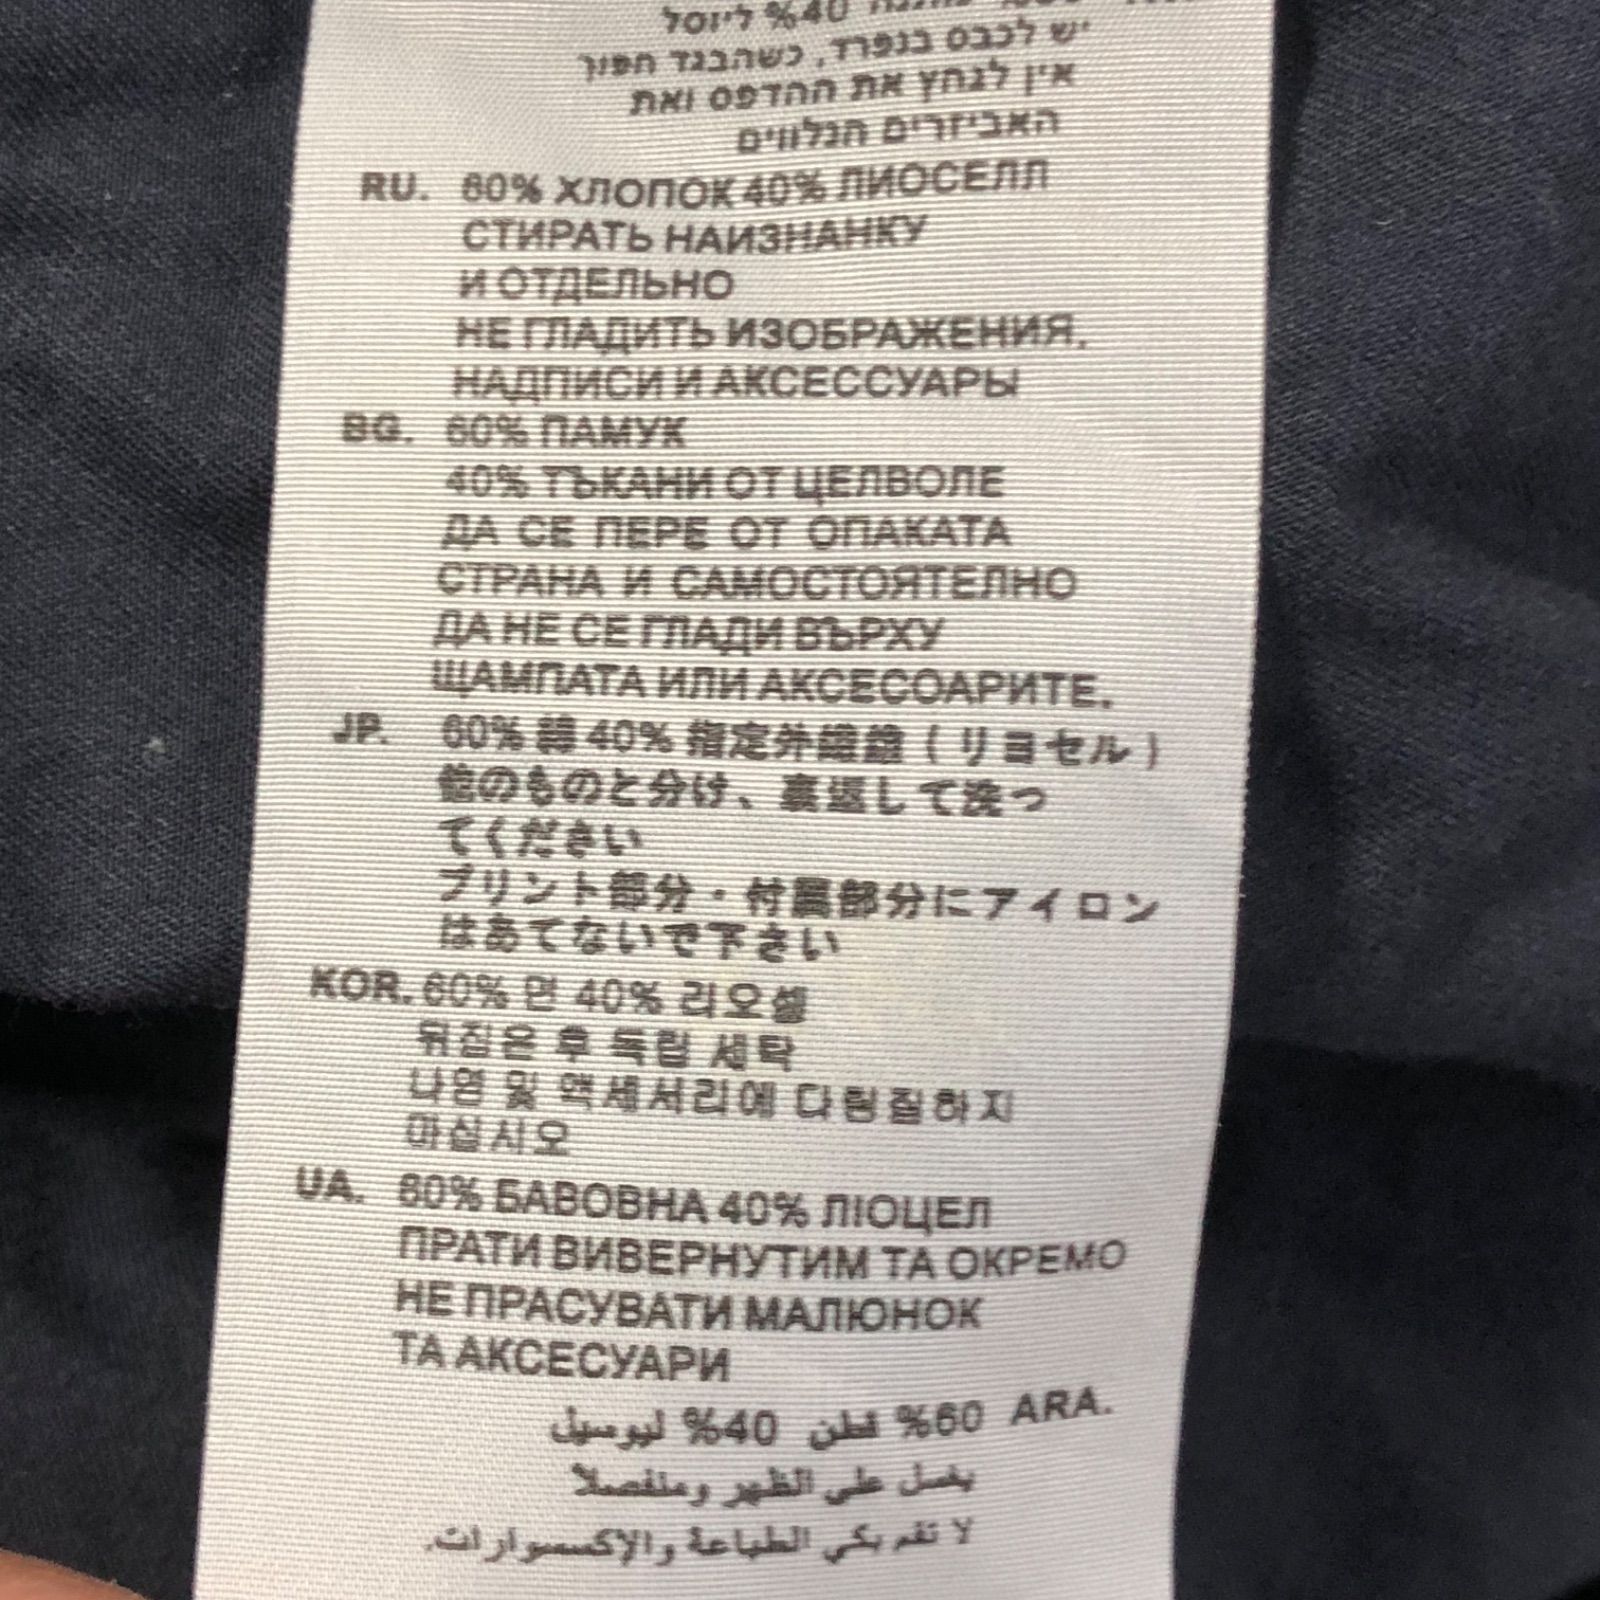 40% ליוסל
יש לכבס בנפרד, כשהבגד הפוך
אין לגהץ את ההדפס ואת
האביזרים הנלווים
RU. 60% ХЛОПОК 40% ЛИОСЕЛЛ
СТИРАТЬ НАИЗНАНКУ
И ОТДЕЛЬНО
НЕ ГЛАДИТЬ ИЗОБРАЖЕНИЯ.
НАДПИСИ И АКСЕССУАРЫ
BG. 60% ПАМУК
40% ТЪКАНИ ОТ ЦЕЛВОЛЕ
ДА СЕ ПЕРЕ ОТ ОПАКАТА
СТРАНА И САМОСТОЯТЕЛНО
ДА НЕ СЕ ГЛАДИ ВЪРХУ
ЩАМПАТА ИЛИ АКСЕСОАРИТЕ.
JP. 60% 綿 40% 指定外繊維 ( リヨセル )
他のものと分け、裏返して洗っ
てください
プリント部分・付属部分にアイロン
はあてないで下さい
KOR. 60% 면 40% 리오셀
뒤집은 후 독립 세탁
나염 및 액세서리에 다림질하지
마십시오
UA. 60% БАВОВНА 40% ЛІОЦЕЛ
ПРАТИ ВИВЕРНУТИМ ТА ОКРЕМО
НЕ ПРАСУВАТИ МАЛЮНОК
ТА АКСЕСУАРИ
ARA. 60% قطن 40% ليوسيل
يغسل على الظهر ومنفصلاً
لا تقم بكي الطباعة والإكسسوارات.